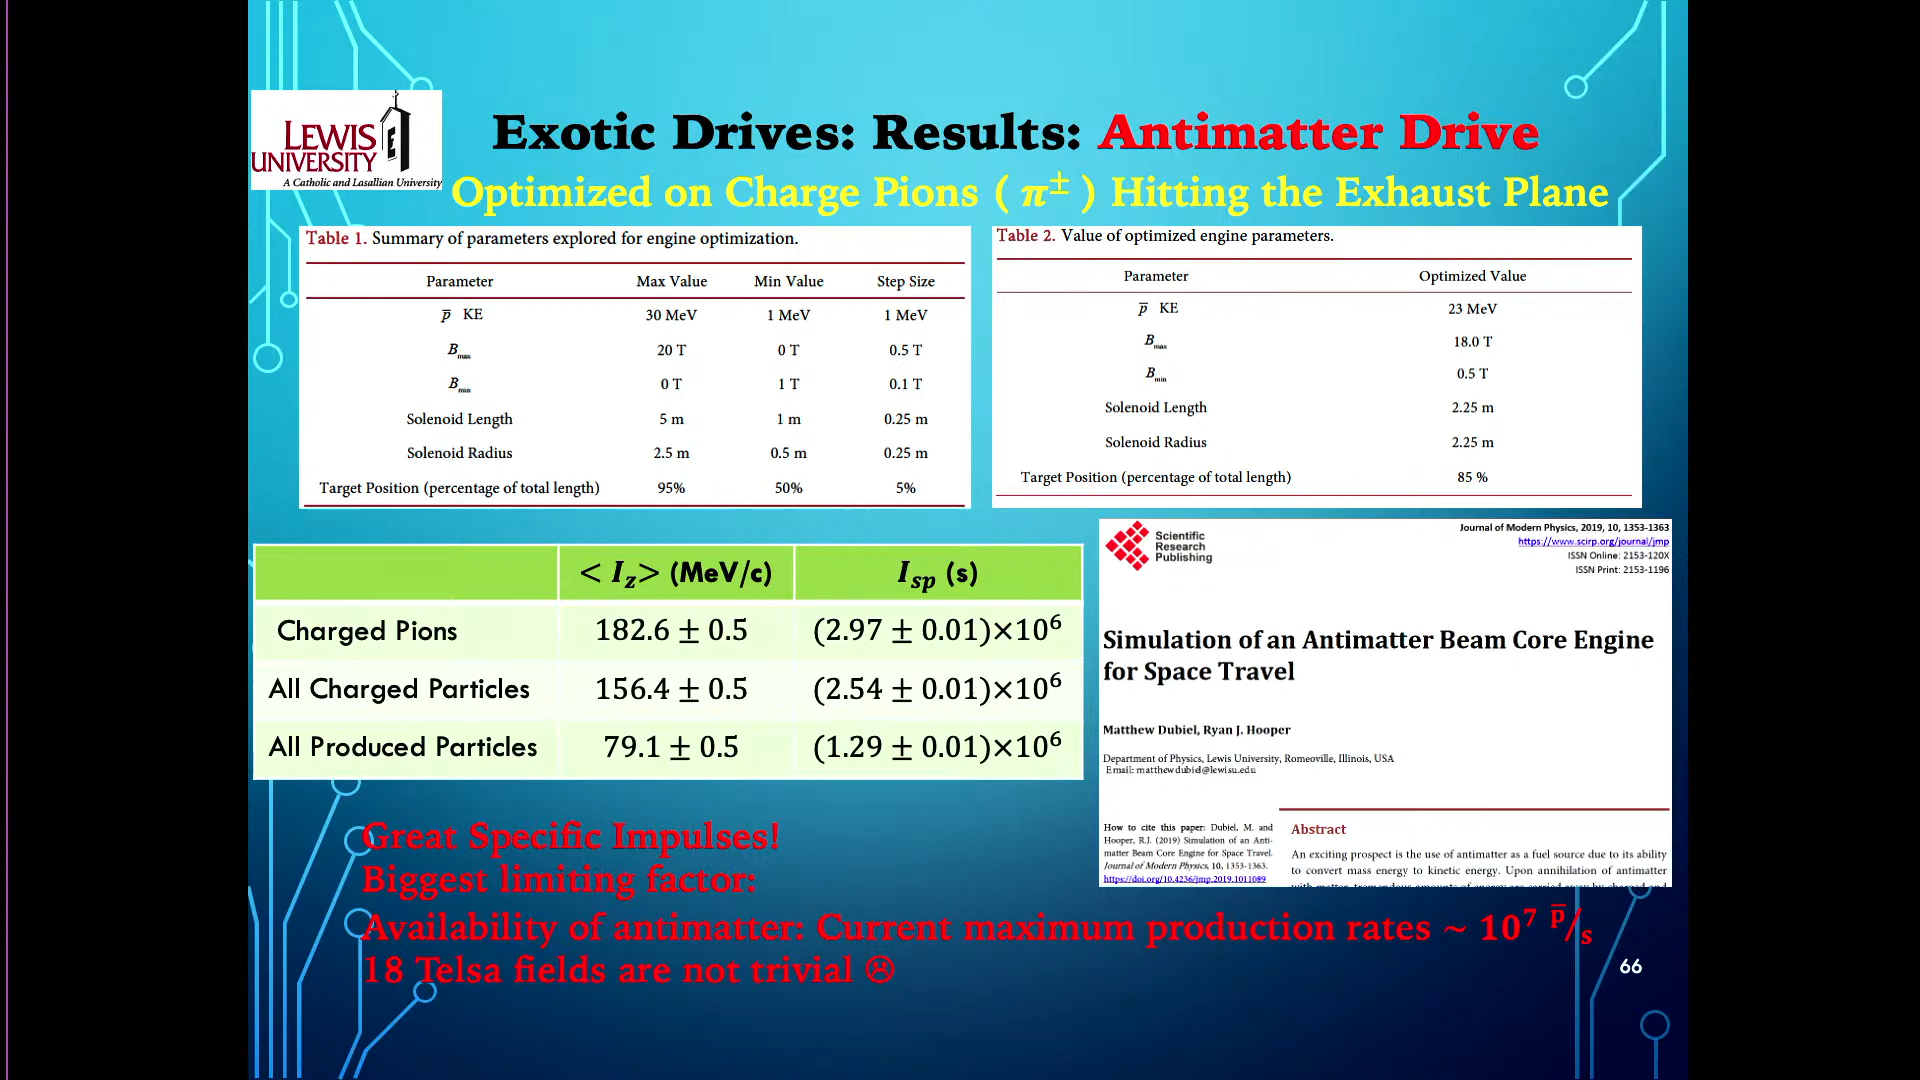 LEWIS
UNIVERSITY
A Catholic and Lasallian University
Exotic Drives: Results: Antimatter Drive
Optimized on Charge Pions ( π± ) Hitting the Exhaust Plane
Table 1. Summary of parameters explored for engine optimization.
Parameter Max Value Min Value Step Size
p̅ KE 30 MeV 1 MeV 1 MeV
Bmax 20 T 0 T 0.5 T
Bmin 0 T 1 T 0.1 T
Solenoid Length 5 m 1 m 0.25 m
Solenoid Radius 2.5 m 0.5 m 0.25 m
Target Position (percentage of total length) 95% 50% 5%
Table 2. Value of optimized engine parameters.
Parameter Optimized Value
p̅ KE 23 MeV
Bmax 18.0 T
Bmin 0.5 T
Solenoid Length 2.25 m
Solenoid Radius 2.25 m
Target Position (percentage of total length) 85 %
< Iz> (MeV/c) Isp (s)
Charged Pions 182.6 ± 0.5 (2.97 ± 0.01)×10⁶
All Charged Particles 156.4 ± 0.5 (2.54 ± 0.01)×10⁶
All Produced Particles 79.1 ± 0.5 (1.29 ± 0.01)×10⁶
Scientific
Research
Publishing
Journal of Modern Physics, 2019, 10, 1353-1363
https://www.scirp.org/journal/jmp
ISSN Online: 2153-120X
ISSN Print: 2153-1196
Simulation of an Antimatter Beam Core Engine
for Space Travel
Matthew Dubiel, Ryan J. Hooper
Department of Physics, Lewis University, Romeoville, Illinois, USA
Email: matthewdubiel@lewisu.edu
How to cite this paper: Dubiel, M. and
Hooper, R.J. (2019) Simulation of an Anti-
matter Beam Core Engine for Space Travel.
Journal of Modern Physics, 10, 1353-1363.
https://doi.org/10.4236/jmp.2019.1011089
Abstract
An exciting prospect is the use of antimatter as a fuel source due to its ability
to convert mass energy to kinetic energy. Upon annihilation of antimatter
with matter, tremendous amounts of energy are carried away by charged and
Great Specific Impulses!
Biggest limiting factor:
Availability of antimatter: Current maximum production rates ~ 10⁷ p̅/s
18 Telsa fields are not trivial ☹
66